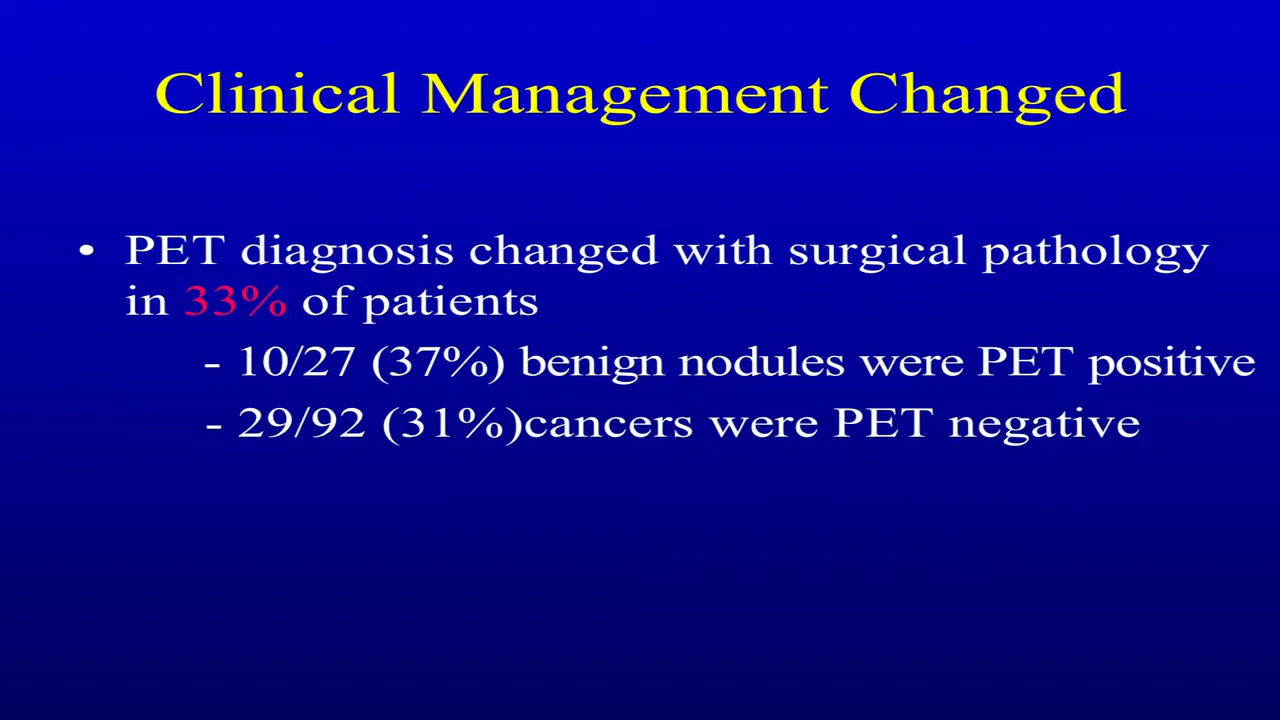 Clinical Management Changed
• PET diagnosis changed with surgical pathology
in 33% of patients
- 10/27 (37%) benign nodules were PET positive
- 29/92 (31%)cancers were PET negative